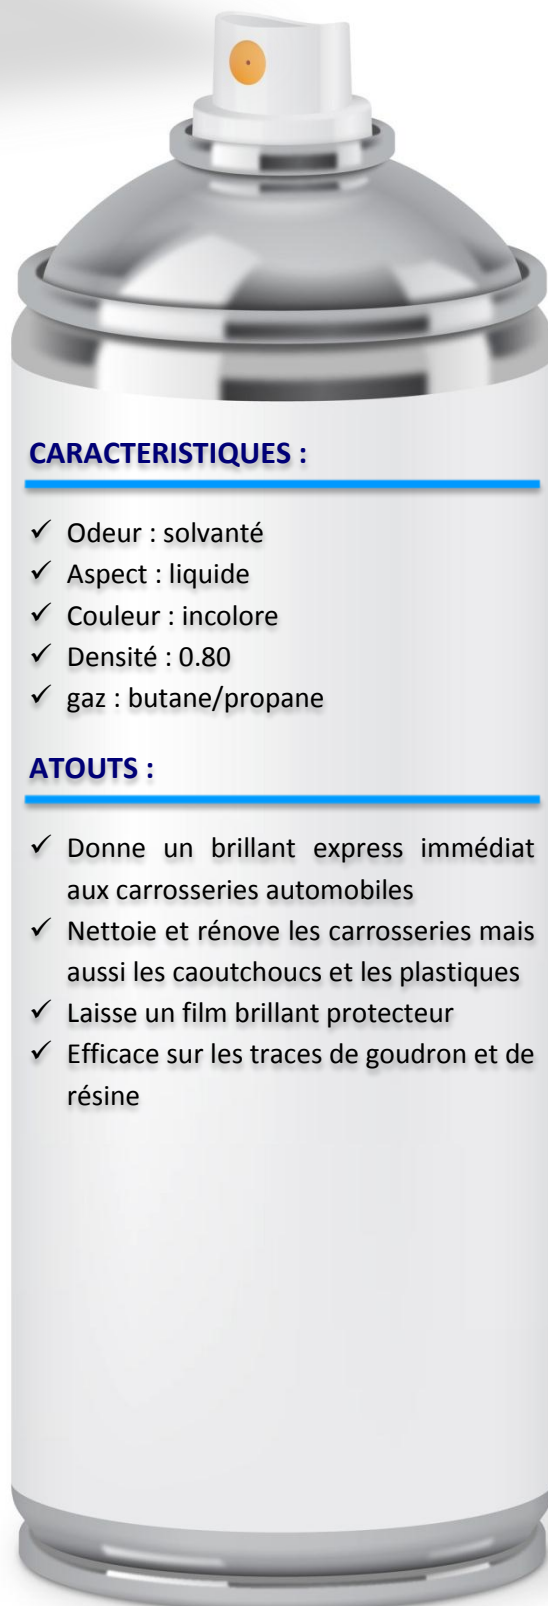 CARACTERISTIQUES :
✓ Odeur : solvanté
✓ Aspect : liquide
✓ Couleur : incolore
✓ Densité : 0.80
✓ gaz : butane/propane
ATOUTS :
✓ Donne un brillant express immédiat
aux carrosseries automobiles
✓ Nettoie et rénove les carrosseries mais
aussi les caoutchoucs et les plastiques
✓ Laisse un film brillant protecteur
✓ Efficace sur les traces de goudron et de
résine